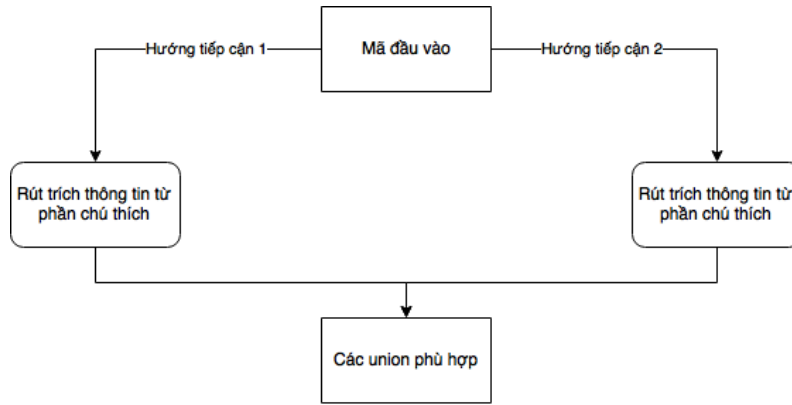 Mã đầu vào
Hướng tiếp cận 1
Hướng tiếp cận 2
Rút trích thông tin từ
phần chú thích
Rút trích thông tin từ
phần chú thích
Các union phù hợp